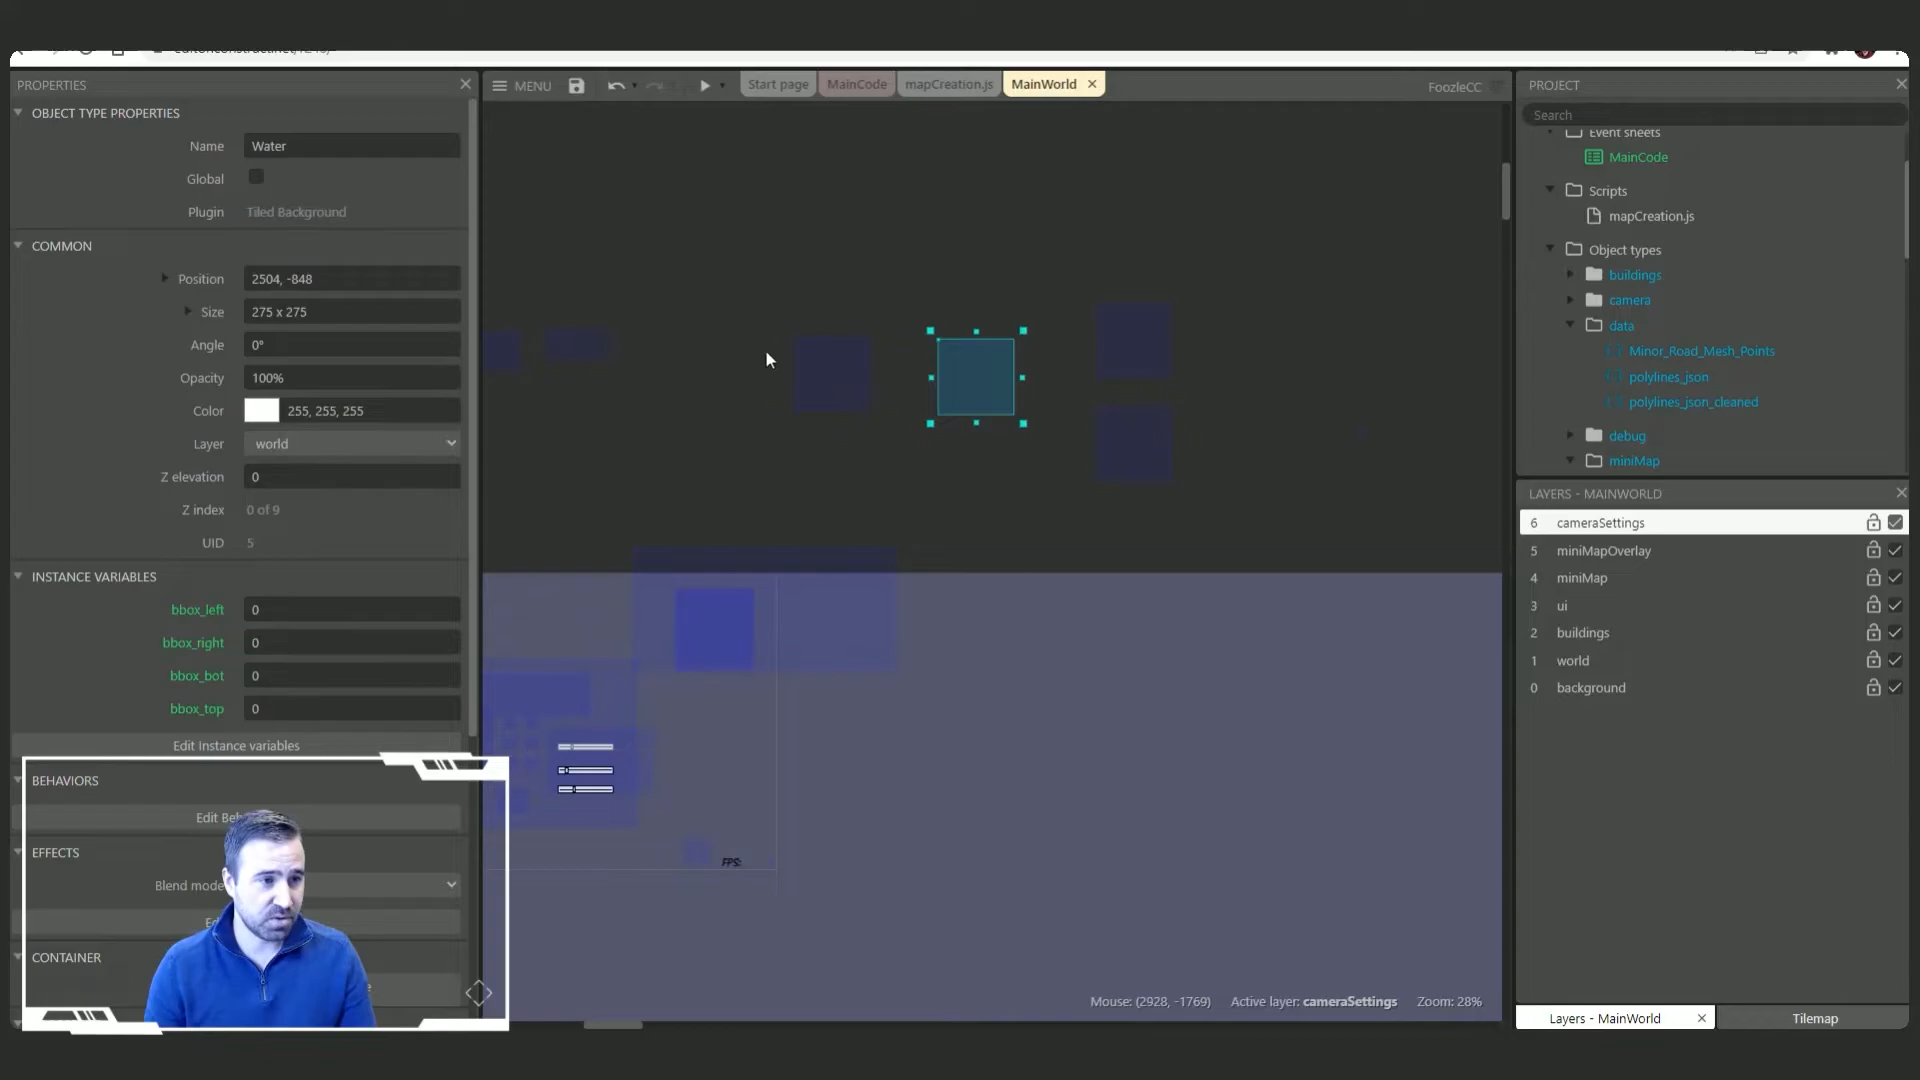 PROPERTIES
OBJECT TYPE PROPERTIES
Name Water
Global
Plugin Tiled Background
COMMON
Position 2504, -848
Size 275 x 275
Angle 0°
Opacity 100%
Color 255, 255, 255
Layer world
Z elevation 0
Z index 0 of 9
UID 5
INSTANCE VARIABLES
bbox_left 0
bbox_right 0
bbox_bot 0
bbox_top 0
Edit Instance variables
BEHAVIORS
EFFECTS
Blend mode
CONTAINER
MENU
Start page
MainCode
mapCreation.js
MainWorld
FoozleCC
FPS:
Mouse: (2928, -1769) Active layer: cameraSettings Zoom: 28%
PROJECT
Search
Event sheets
MainCode
Scripts
mapCreation.js
Object types
buildings
camera
data
Minor_Road_Mesh_Points
polylines_json
polylines_json_cleaned
debug
miniMap
LAYERS - MAINWORLD
6 cameraSettings
5 miniMapOverlay
4 miniMap
3 ui
2 buildings
1 world
0 background
Layers - MainWorld
Tilemap